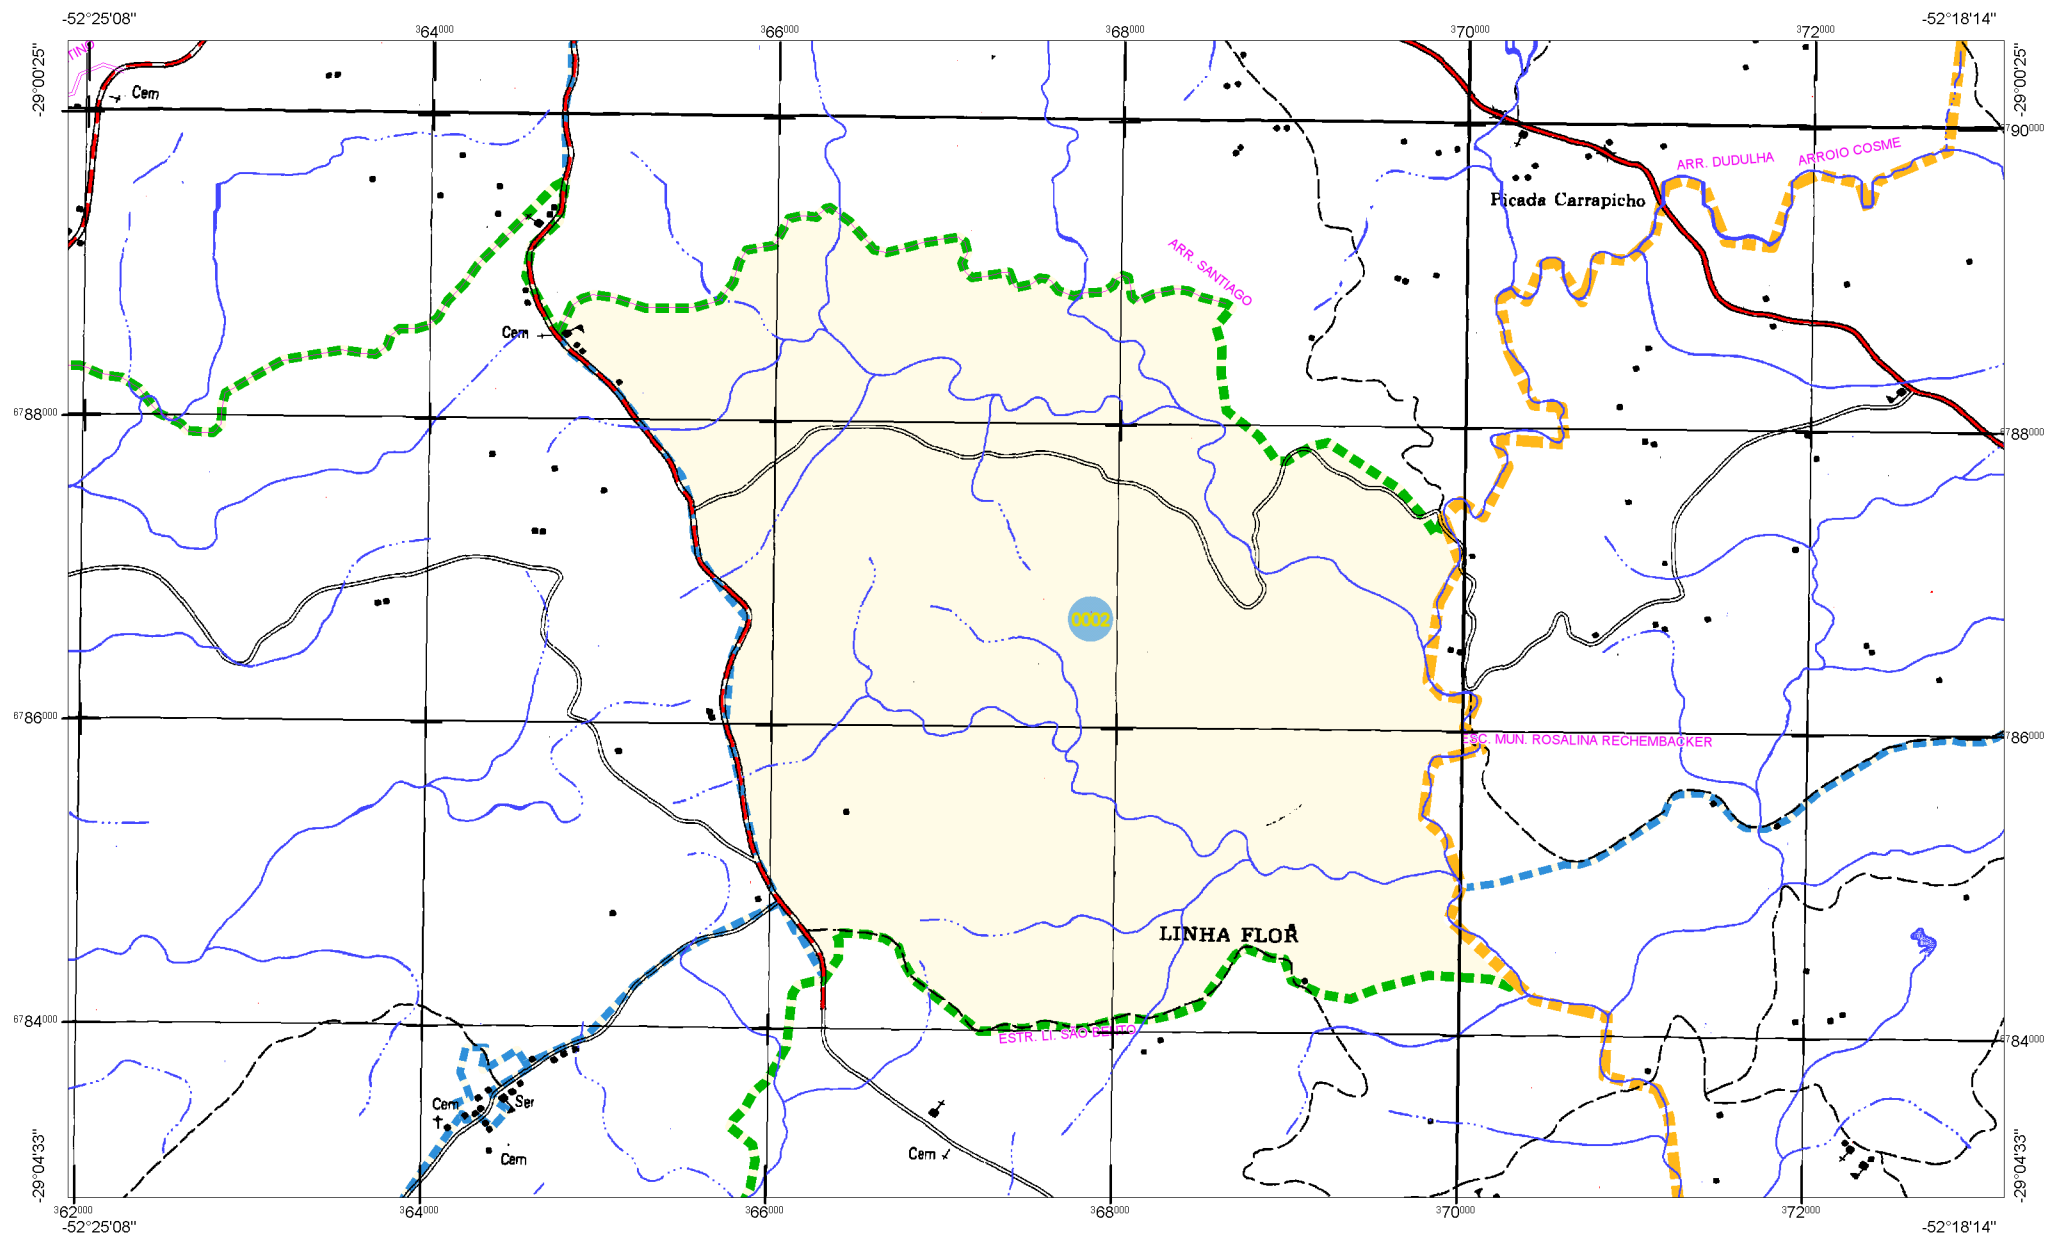 -52°25'08" -52°18'14"
364000 366000 368000 370000 372000
-29°00'25" -29°00'25"
TINO
Cem
6790000
ARR. DUDULHA ARROIO COSME
Picada Carrapicho
ARR. SANTIAGO
Cem
6788000 6788000
0002
6786000 6786000
ESC. MUN. ROSALINA RECHEMBACKER
LINHA FLOR
6784000 6784000
ESTR. LI. SÃO BENTO
Cem Ser
Cem
Cem
-29°04'33" -29°04'33"
362000 364000 366000 368000 370000 372000
-52°25'08" -52°18'14"